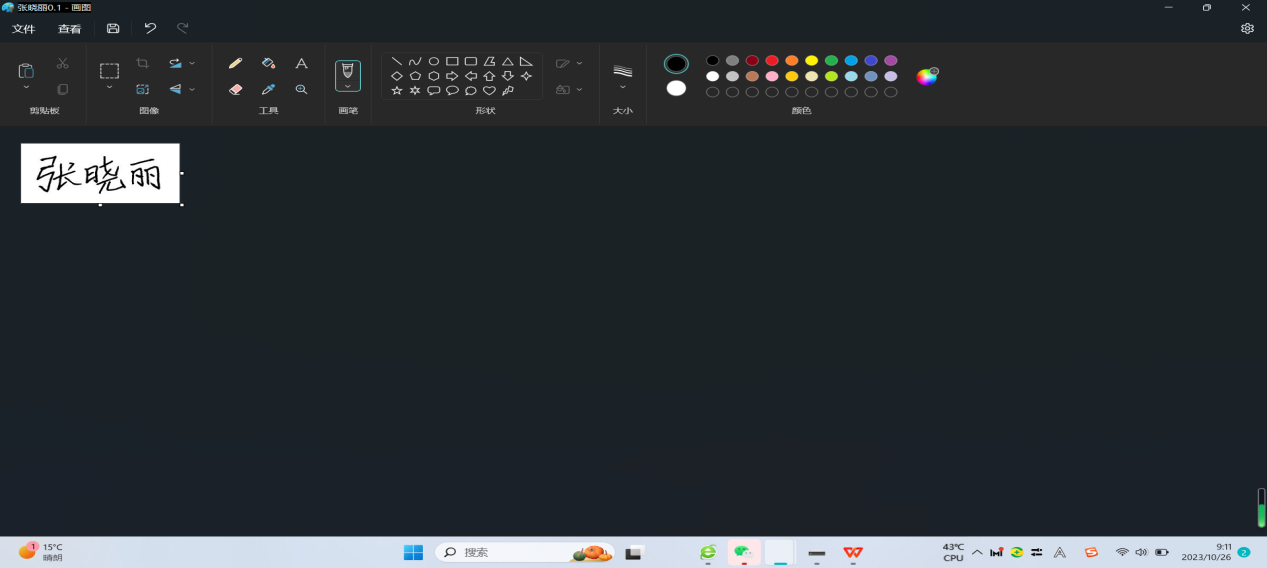 张晓丽0.1 - 画图
文件 查看
剪贴板 图像 工具 画笔 形状 大小 颜色
张晓丽
1 15°C
晴朗
搜索
43°C
CPU
9:11
2023/10/26
2